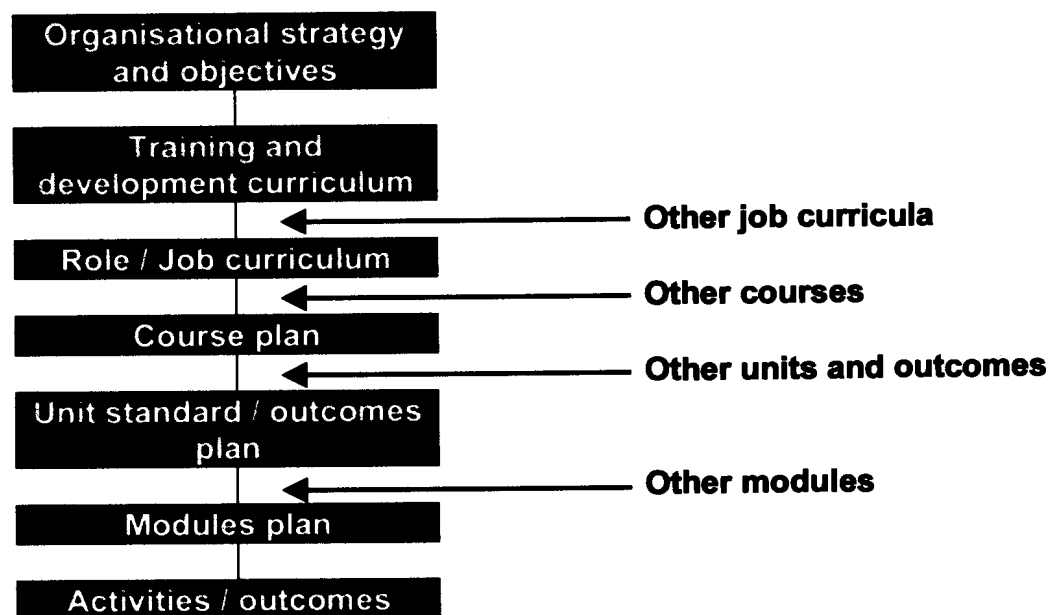 Organisational strategy
and objectives
Training and
development curriculum
Other job curricula
Role / Job curriculum
Other courses
Course plan
Other units and outcomes
Unit standard / outcomes
plan
Other modules
Modules plan
Activities / outcomes